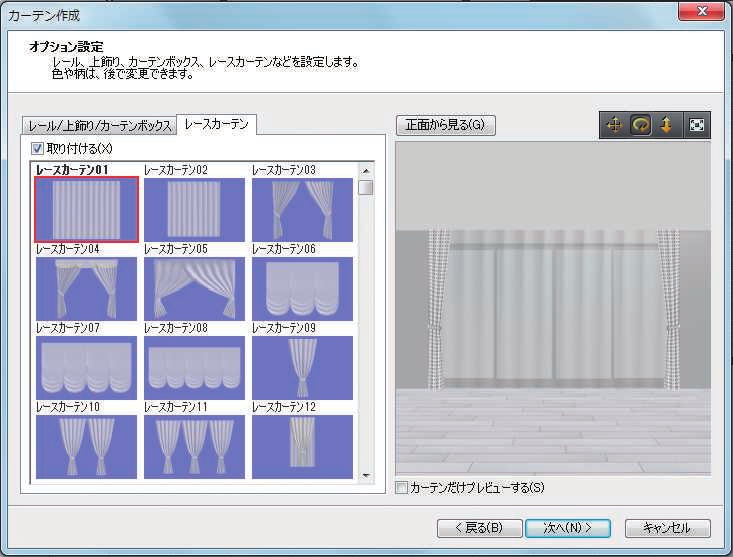 カーテン作成
オプション設定
レール、上飾り、カーテンボックス、レースカーテンなどを設定します。
色や柄は、後で変更できます。
レール/上飾り/カーテンボックス レースカーテン
正面から見る(G)
取り付ける(X)
レースカーテン01 レースカーテン02 レースカーテン03
レースカーテン04 レースカーテン05 レースカーテン06
レースカーテン07 レースカーテン08 レースカーテン09
レースカーテン10 レースカーテン11 レースカーテン12
カーテンだけプレビューする(S)
< 戻る(B) 次へ(N) > キャンセル